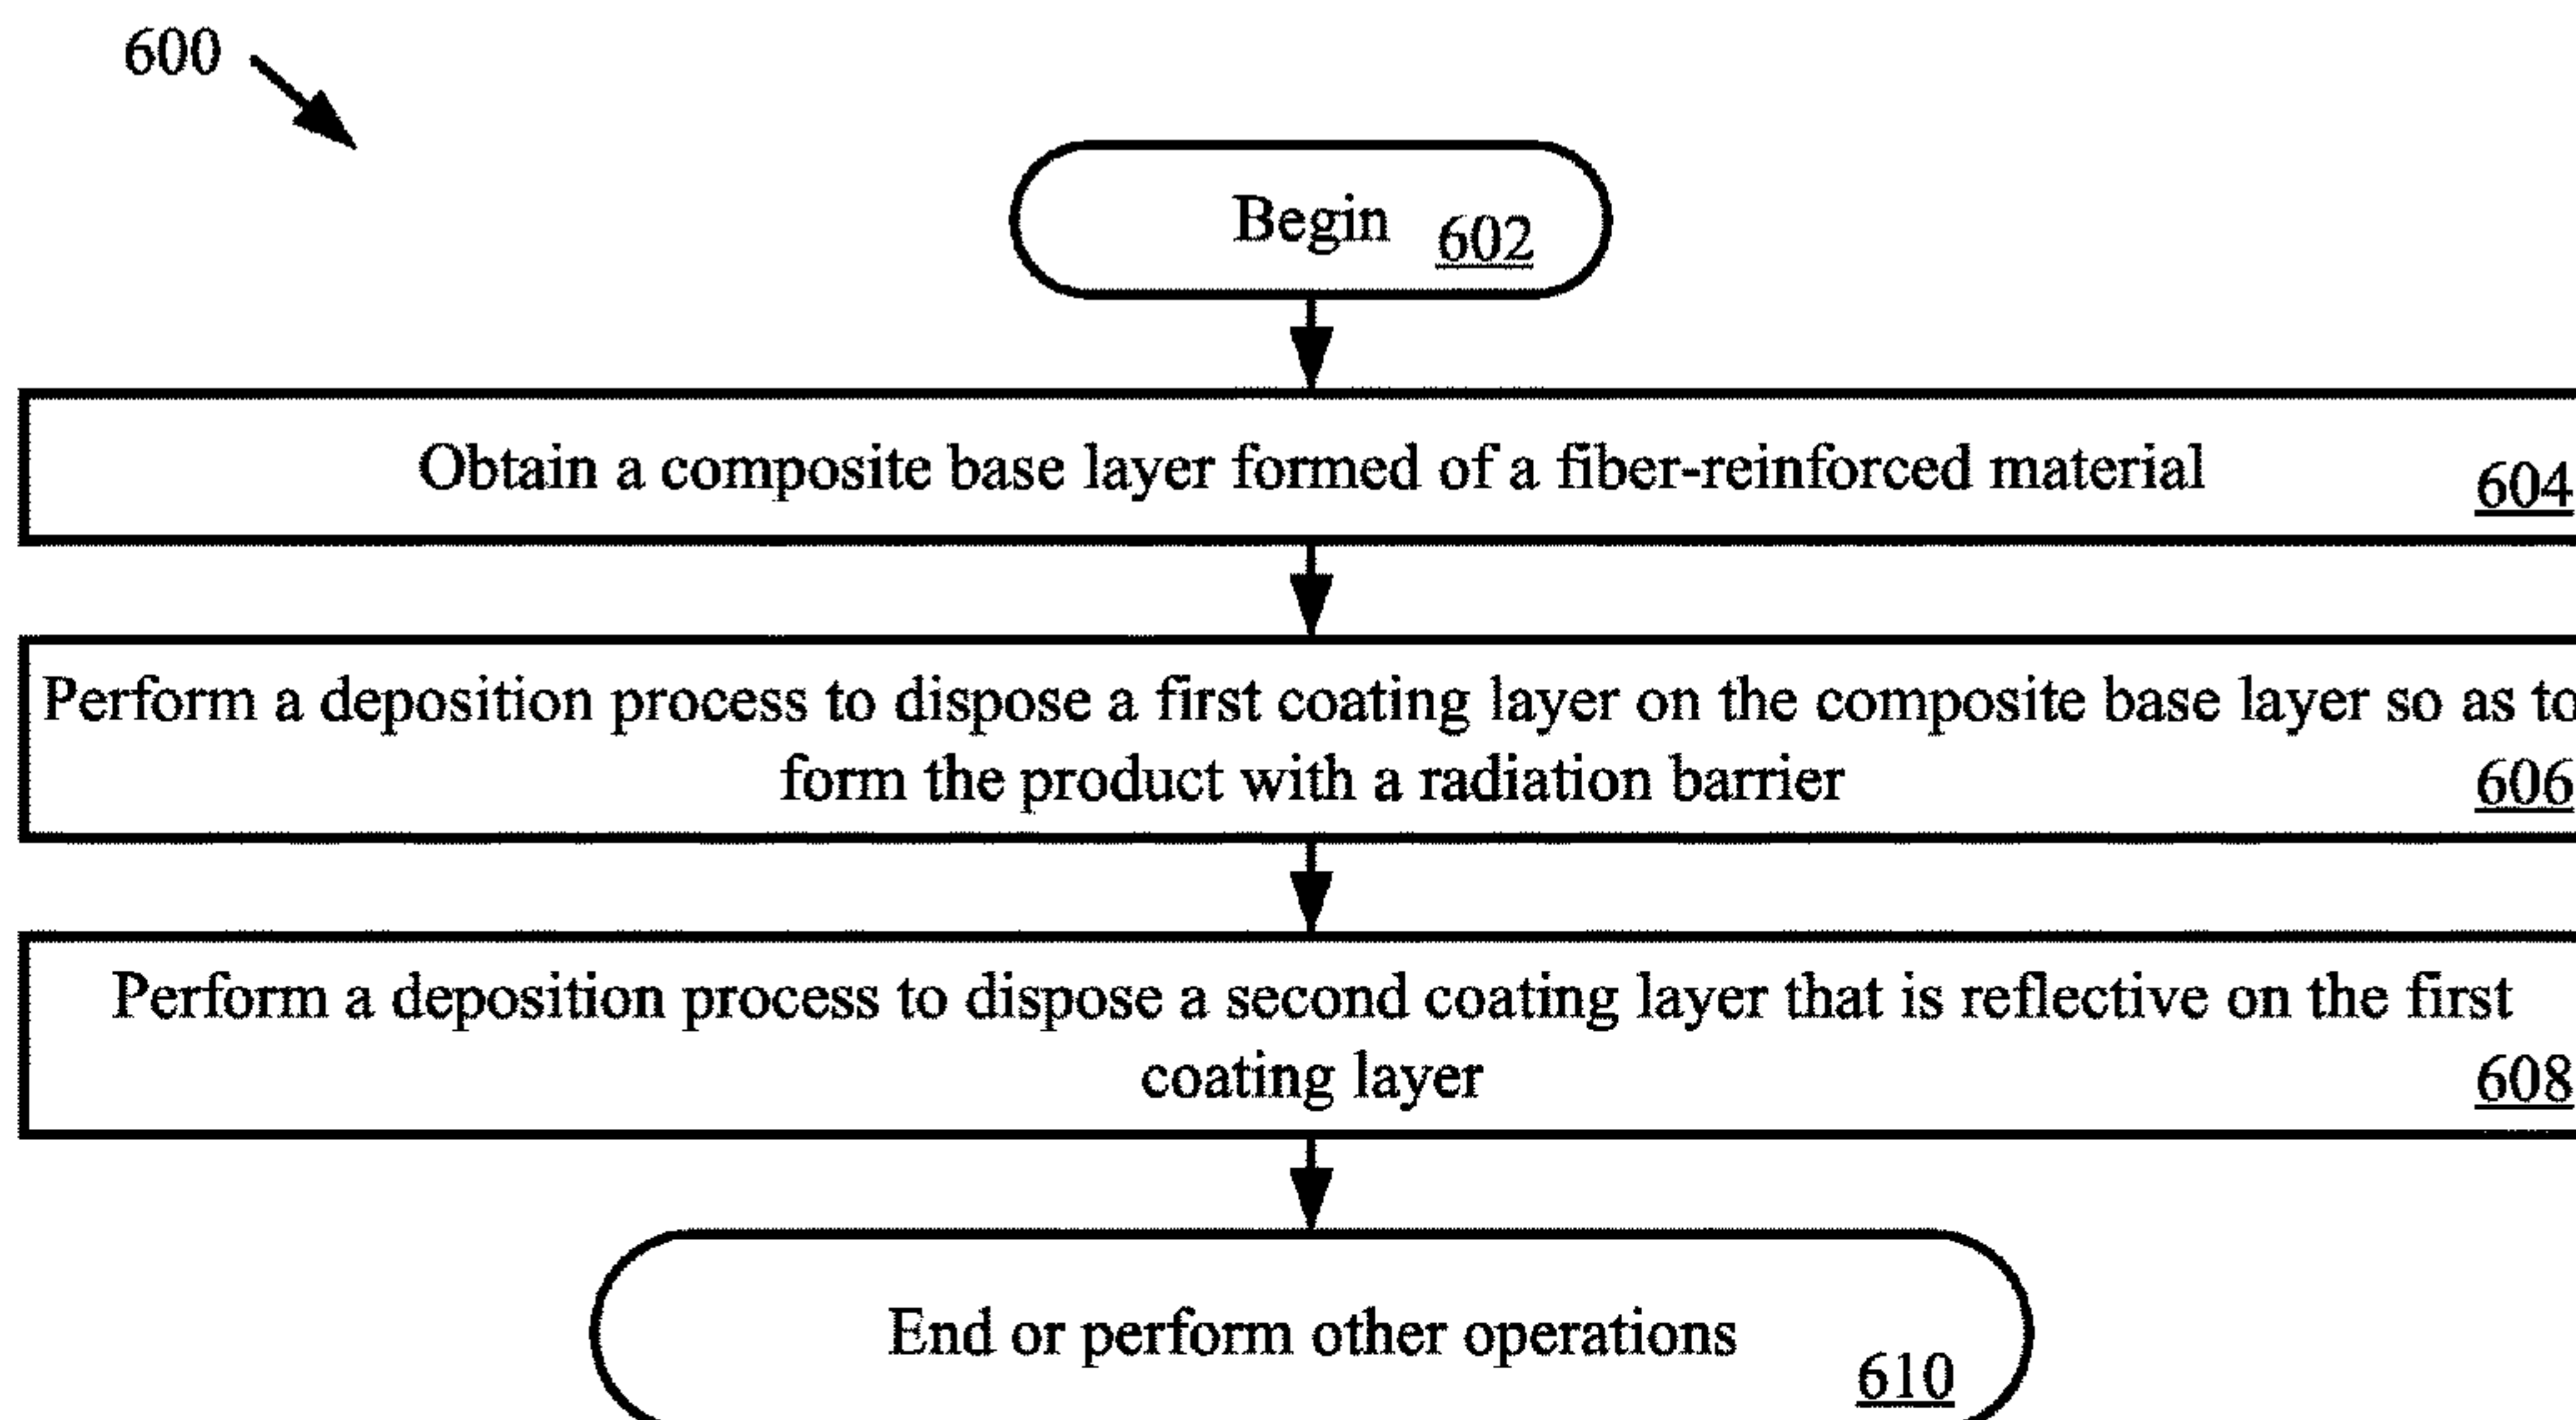 600
Begin 602
Obtain a composite base layer formed of a fiber-reinforced material 604
Perform a deposition process to dispose a first coating layer on the composite base layer so as to
form the product with a radiation barrier 606
Perform a deposition process to dispose a second coating layer that is reflective on the first
coating layer 608
End or perform other operations 610